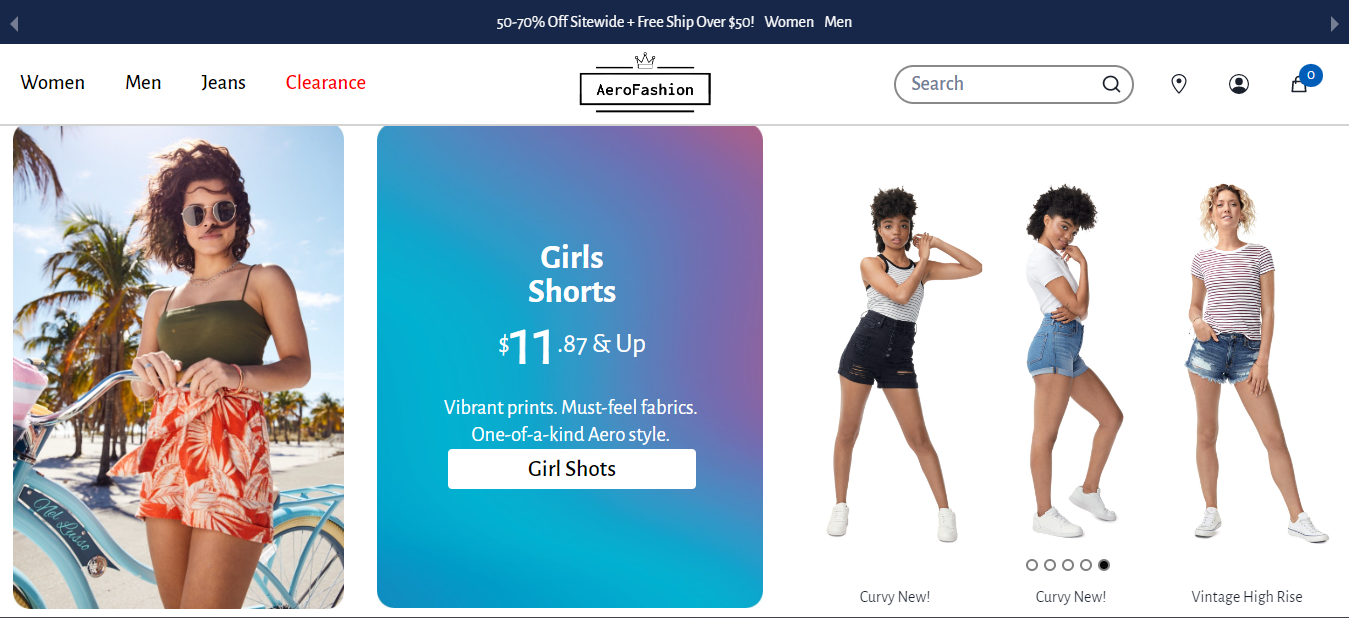 50-70% Off Sitewide + Free Ship Over $50! Women Men
Women Men Jeans Clearance
AeroFashion
Search
0
Girls
Shorts
$11.87 & Up
Vibrant prints. Must-feel fabrics.
One-of-a-kind Aero style.
Girl Shots
Nel Lusso
Curvy New! Curvy New! Vintage High Rise